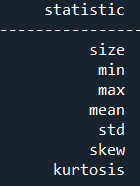 statistic
--------------------
size
min
max
mean
std
skew
kurtosis